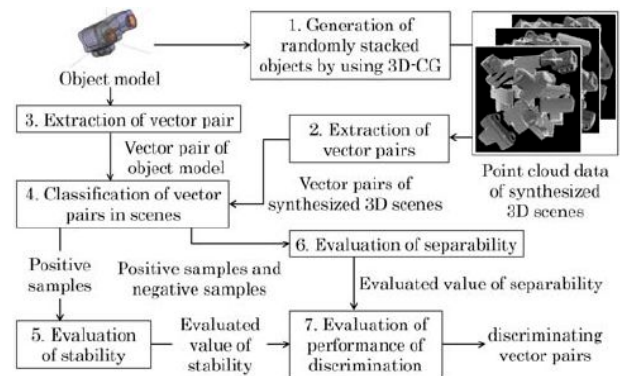 1. Generation of
randomly stacked
objects by using 3D-CG
Object model
3. Extraction of vector pair
2. Extraction of
vector pairs
Vector pair of
object model
Point cloud data
of synthesized
3D scenes
4. Classification of vector
pairs in scenes
Vector pairs of
synthesized 3D scenes
6. Evaluation of separability
Positive
samples
Positive samples and
negative samples
Evaluated value of separability
5. Evaluation
of stability
Evaluated
value of
stability
7. Evaluation of
performance of
discrimination
discriminating
vector pairs